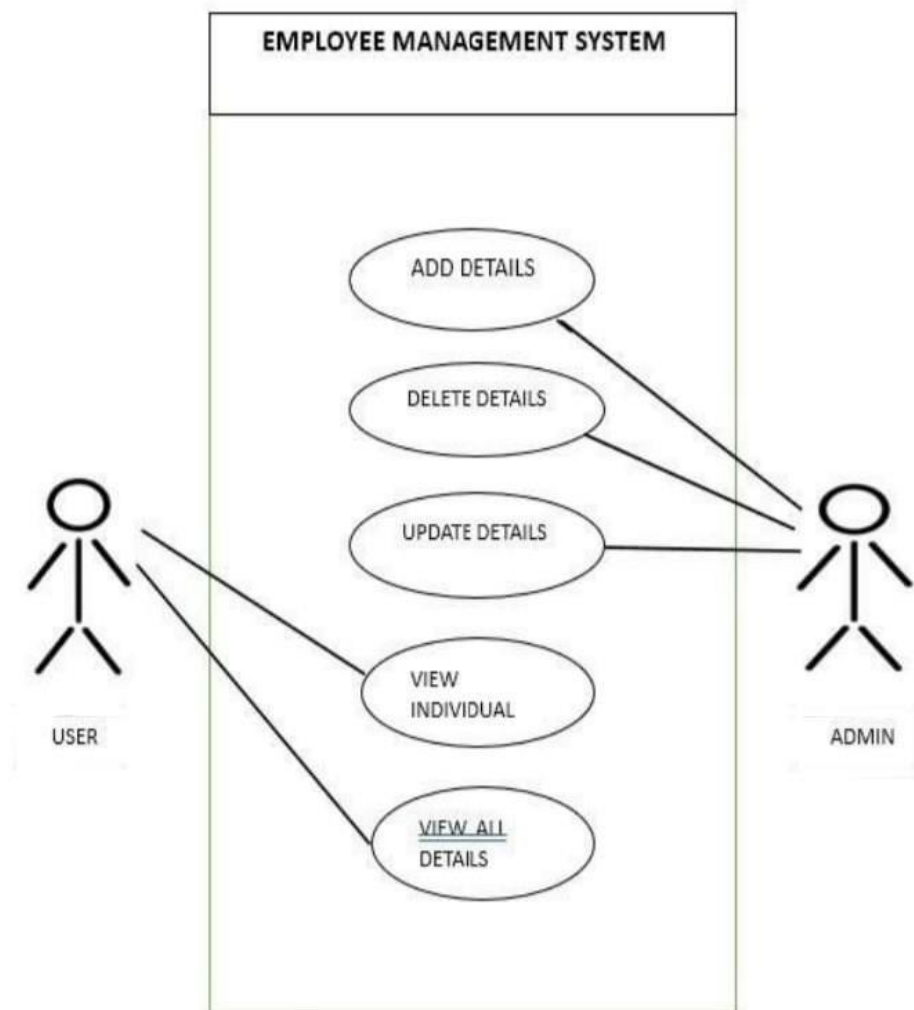 EMPLOYEE MANAGEMENT SYSTEM
ADD DETAILS
DELETE DETAILS
UPDATE DETAILS
VIEW
INDIVIDUAL
USER
ADMIN
VIEW ALL
DETAILS